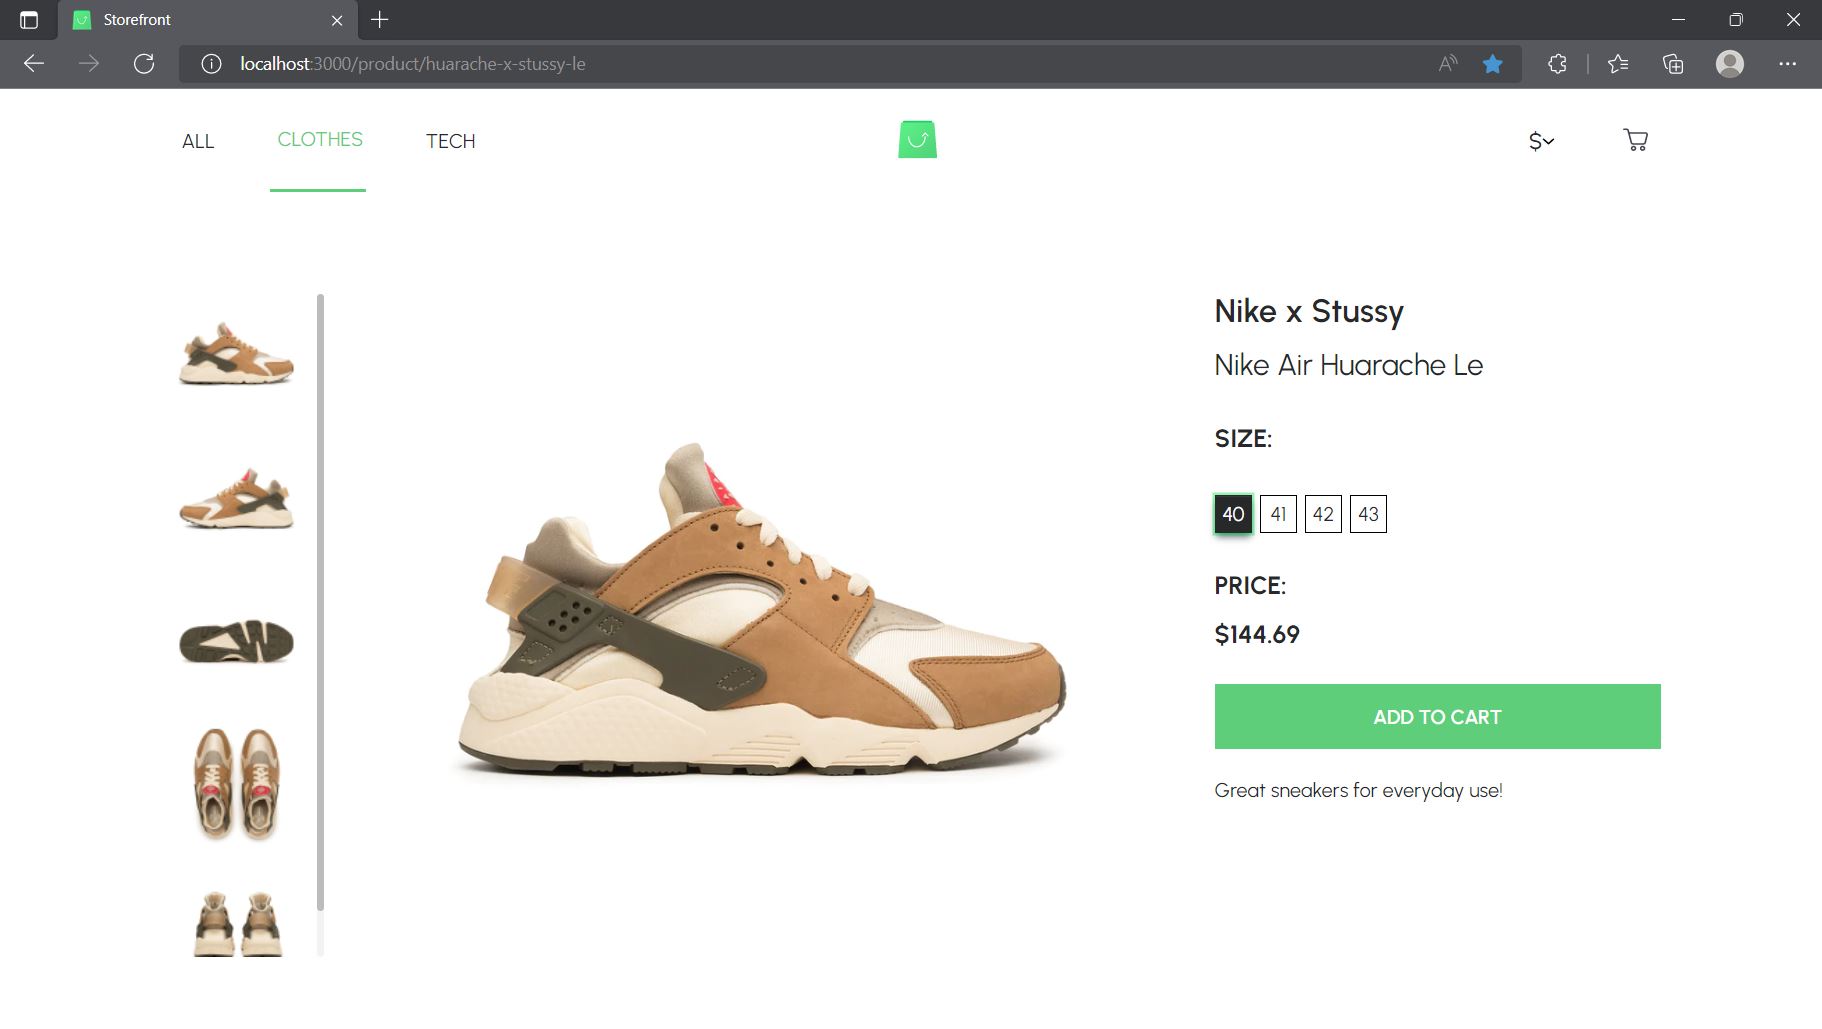 Storefront
localhost:3000/product/huarache-x-stussy-le
ALL
CLOTHES
TECH
$
Nike x Stussy
Nike Air Huarache Le
SIZE:
40 41 42 43
PRICE:
$144.69
ADD TO CART
Great sneakers for everyday use!